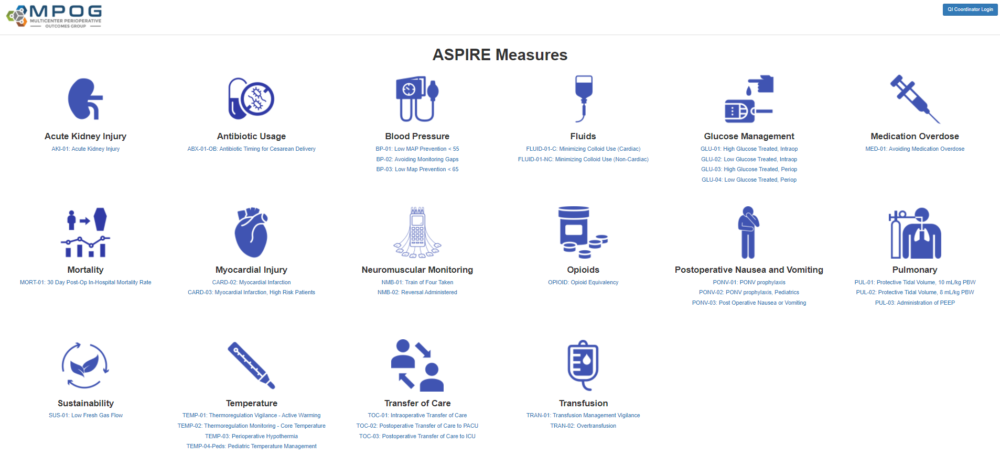 MPOG
MULTICENTER PERIOPERATIVE
OUTCOMES GROUP
QI Coordinator Login
ASPIRE Measures
Acute Kidney Injury
AKI-01: Acute Kidney Injury
Antibiotic Usage
ABX-01-OB: Antibiotic Timing for Cesarean Delivery
Blood Pressure
BP-01: Low MAP Prevention < 55
BP-02: Avoiding Monitoring Gaps
BP-03: Low Map Prevention < 65
Fluids
FLUID-01-C: Minimizing Colloid Use (Cardiac)
FLUID-01-NC: Minimizing Colloid Use (Non-Cardiac)
Glucose Management
GLU-01: High Glucose Treated, Intraop
GLU-02: Low Glucose Treated, Intraop
GLU-03: High Glucose Treated, Periop
GLU-04: Low Glucose Treated, Periop
Medication Overdose
MED-01: Avoiding Medication Overdose
Mortality
MORT-01: 30 Day Post-Op In-Hospital Mortality Rate
Myocardial Injury
CARD-02: Myocardial Infarction
CARD-03: Myocardial Infarction, High Risk Patients
Neuromuscular Monitoring
NMB-01: Train of Four Taken
NMB-02: Reversal Administered
Opioids
OPIOID: Opioid Equivalency
Postoperative Nausea and Vomiting
PONV-01: PONV prophylaxis
PONV-02: PONV prophylaxis, Pediatrics
PONV-03: Post Operative Nausea or Vomiting
Pulmonary
PUL-01: Protective Tidal Volume, 10 mL/kg PBW
PUL-02: Protective Tidal Volume, 8 mL/kg PBW
PUL-03: Administration of PEEP
Sustainability
SUS-01: Low Fresh Gas Flow
Temperature
TEMP-01: Thermoregulation Vigilance - Active Warming
TEMP-02: Thermoregulation Monitoring - Core Temperature
TEMP-03: Perioperative Hypothermia
TEMP-04-Peds: Pediatric Temperature Management
Transfer of Care
TOC-01: Intraoperative Transfer of Care
TOC-02: Postoperative Transfer of Care to PACU
TOC-03: Postoperative Transfer of Care to ICU
Transfusion
TRAN-01: Transfusion Management Vigilance
TRAN-02: Overtransfusion